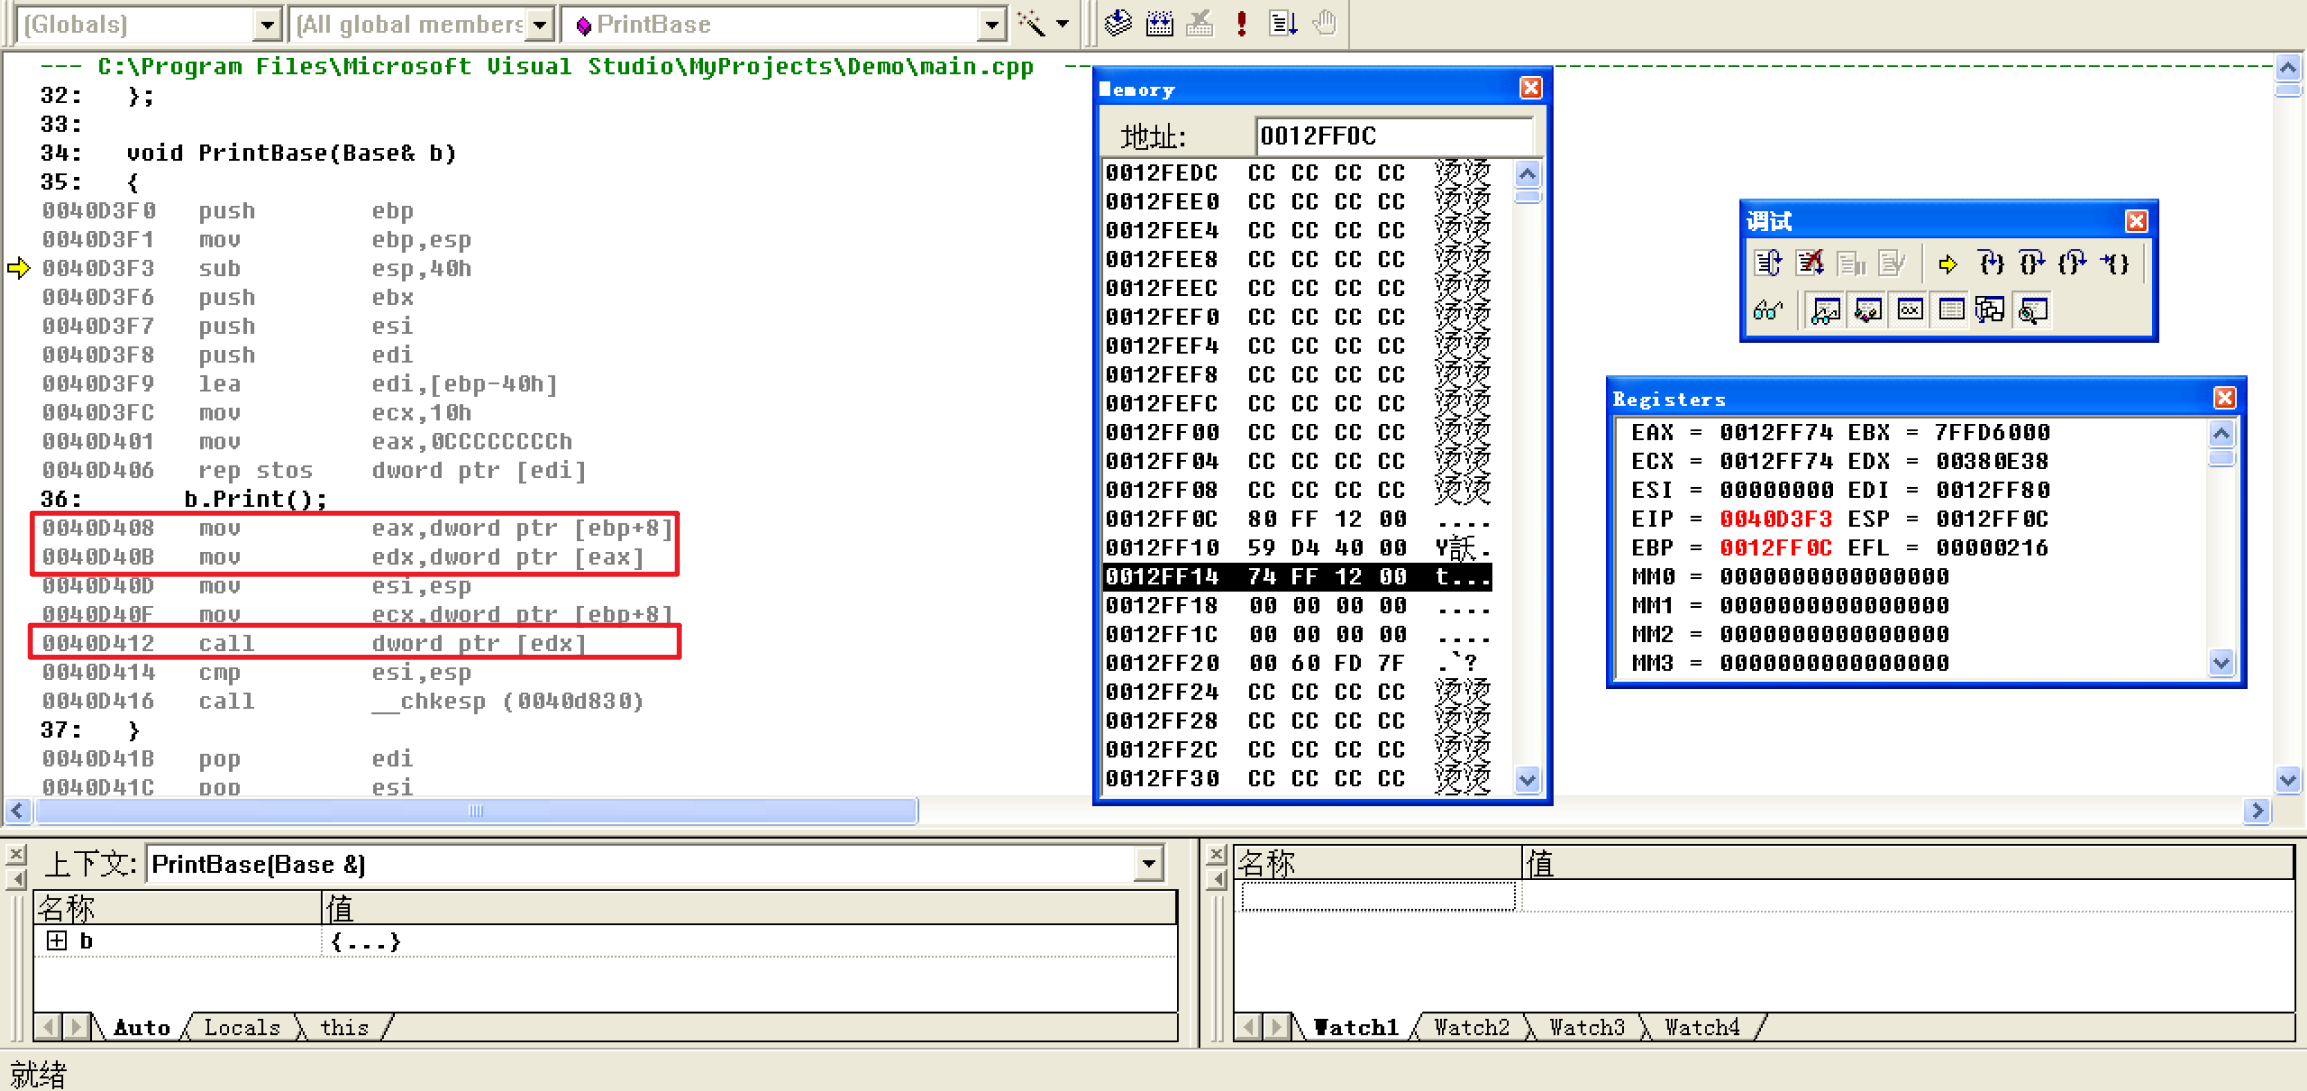 (Globals) (All global members PrintBase
--- C:\Program Files\Microsoft Visual Studio\MyProjects\Demo\main.cpp
32: };
33:
34: void PrintBase(Base& b)
35: {
0040D3F0 push ebp
0040D3F1 mov ebp,esp
0040D3F3 sub esp,40h
0040D3F6 push ebx
0040D3F7 push esi
0040D3F8 push edi
0040D3F9 lea edi,[ebp-40h]
0040D3FC mov ecx,10h
0040D401 mov eax,0CCCCCCCCh
0040D406 rep stos dword ptr [edi]
36: b.Print();
0040D408 mov eax,dword ptr [ebp+8]
0040D40B mov edx,dword ptr [eax]
0040D40D mov esi,esp
0040D40F mov ecx,dword ptr [ebp+8]
0040D412 call dword ptr [edx]
0040D414 cmp esi,esp
0040D416 call __chkesp (0040d830)
37: }
0040D41B pop edi
0040D41C pop esi
Memory
地址: 0012FF0C
0012FEDC CC CC CC CC 烫烫
0012FEE0 CC CC CC CC 烫烫
0012FEE4 CC CC CC CC 烫烫
0012FEE8 CC CC CC CC 烫烫
0012FEEC CC CC CC CC 烫烫
0012FEF0 CC CC CC CC 烫烫
0012FEF4 CC CC CC CC 烫烫
0012FEF8 CC CC CC CC 烫烫
0012FEFC CC CC CC CC 烫烫
0012FF00 CC CC CC CC 烫烫
0012FF04 CC CC CC CC 烫烫
0012FF08 CC CC CC CC 烫烫
0012FF0C 80 FF 12 00 ....
0012FF10 59 D4 40 00 Y訞.
0012FF14 74 FF 12 00 t...
0012FF18 00 00 00 00 ....
0012FF1C 00 00 00 00 ....
0012FF20 00 60 FD 7F .`?
0012FF24 CC CC CC CC 烫烫
0012FF28 CC CC CC CC 烫烫
0012FF2C CC CC CC CC 烫烫
0012FF30 CC CC CC CC 烫烫
调试
Registers
EAX = 0012FF74 EBX = 7FFD6000
ECX = 0012FF74 EDX = 00380E38
ESI = 00000000 EDI = 0012FF80
EIP = 0040D3F3 ESP = 0012FF0C
EBP = 0012FF0C EFL = 00000216
MM0 = 0000000000000000
MM1 = 0000000000000000
MM2 = 0000000000000000
MM3 = 0000000000000000
上下文: PrintBase(Base &)
名称 值
b {...}
Auto Locals this
名称 值
Watch1 Watch2 Watch3 Watch4
就绪